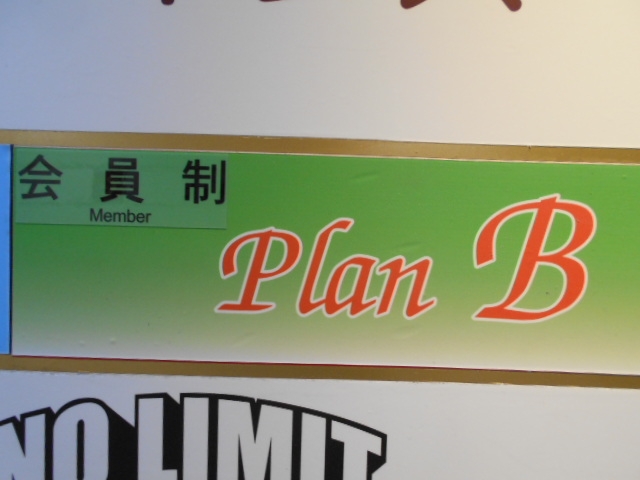 会員制
Member
Plan B
NO LIMIT